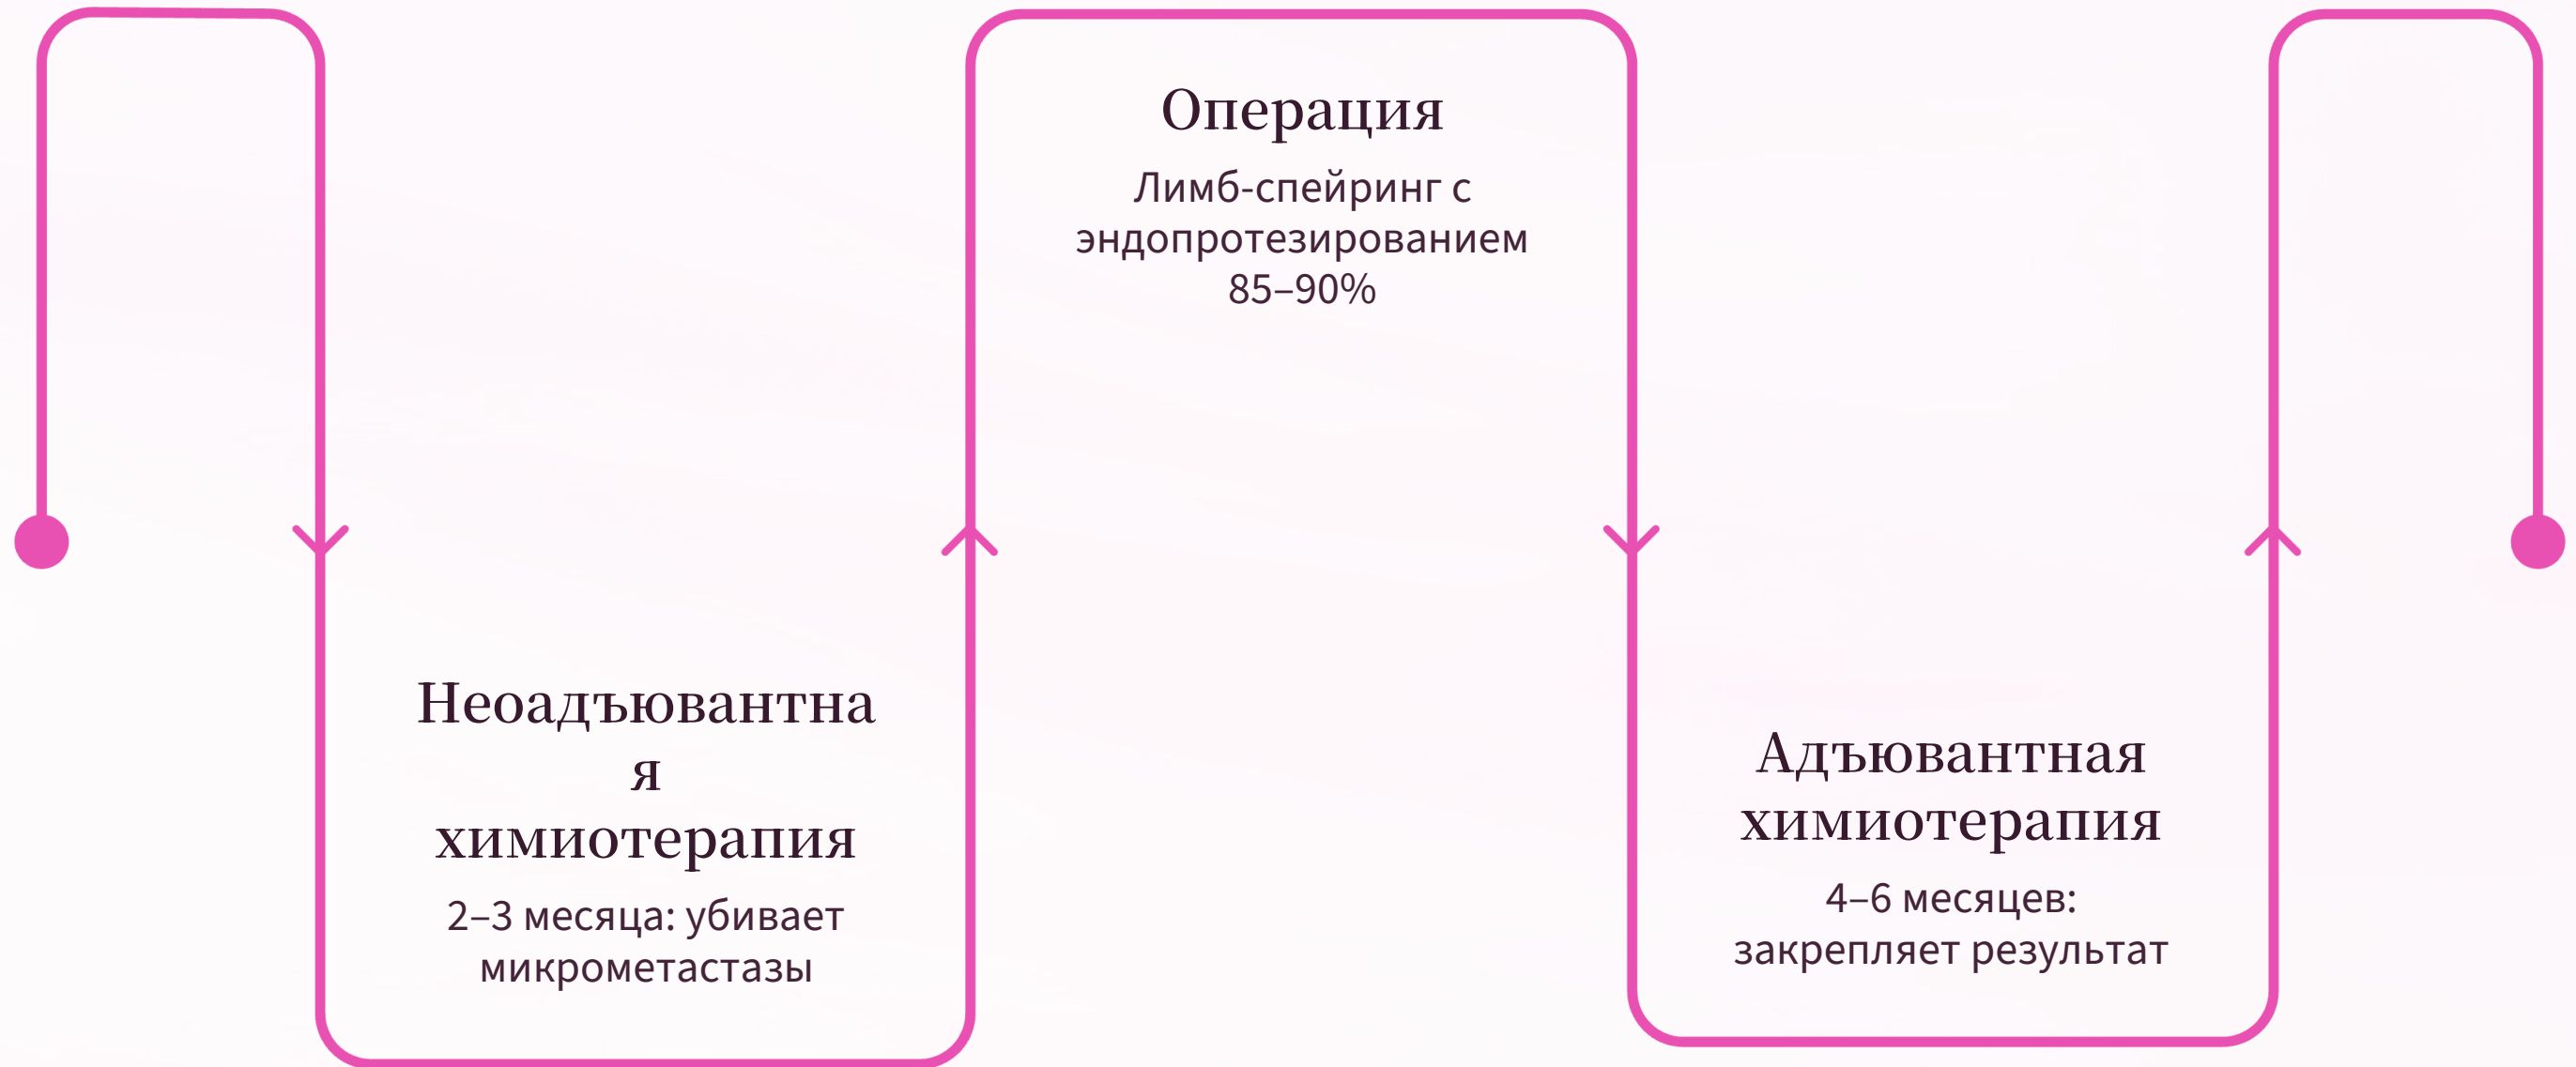 Неоадъювантна
я
химиотерапия
2–3 месяца: убивает
микрометастазы
Операция
Лимб-спейринг с
эндопротезированием
85–90%
Адъювантная
химиотерапия
4–6 месяцев:
закрепляет результат